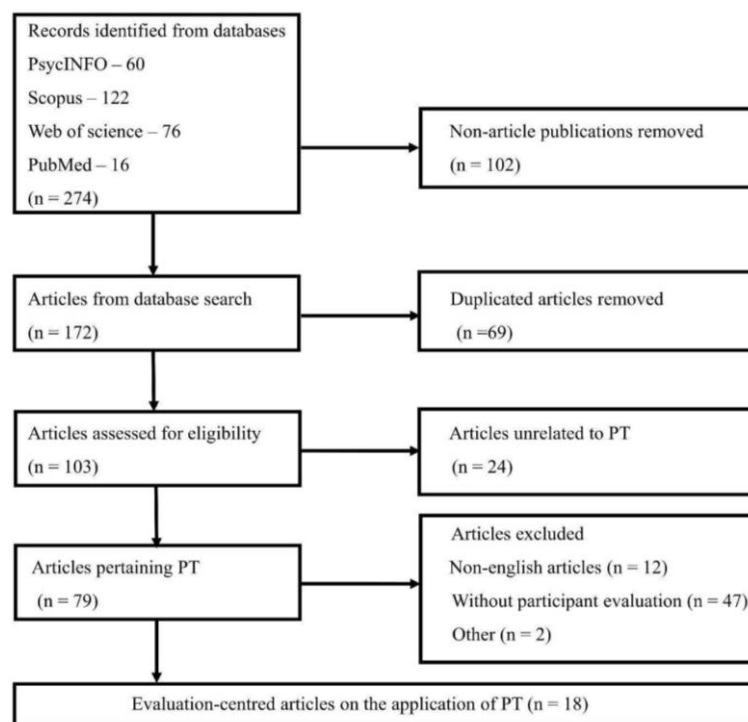 Records identified from databases
PsycINFO – 60
Scopus – 122
Web of science – 76
PubMed – 16
(n = 274)
Non-article publications removed
(n = 102)
Articles from database search
(n = 172)
Duplicated articles removed
(n =69)
Articles assessed for eligibility
(n = 103)
Articles unrelated to PT
(n = 24)
Articles pertaining PT
(n = 79)
Articles excluded
Non-english articles (n = 12)
Without participant evaluation (n = 47)
Other (n = 2)
Evaluation-centred articles on the application of PT (n = 18)